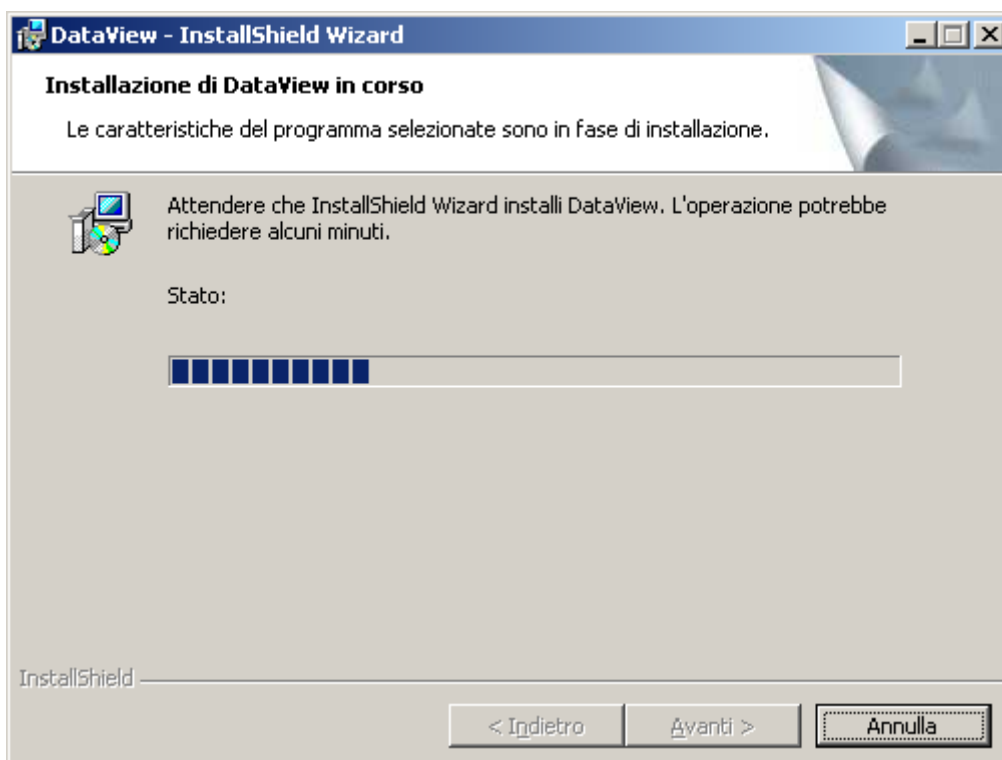 DataView - InstallShield Wizard
Installazione di DataView in corso
Le caratteristiche del programma selezionate sono in fase di installazione.
Attendere che InstallShield Wizard installi DataView. L'operazione potrebbe
richiedere alcuni minuti.
Stato:
InstallShield
< Indietro
Avanti >
Annulla